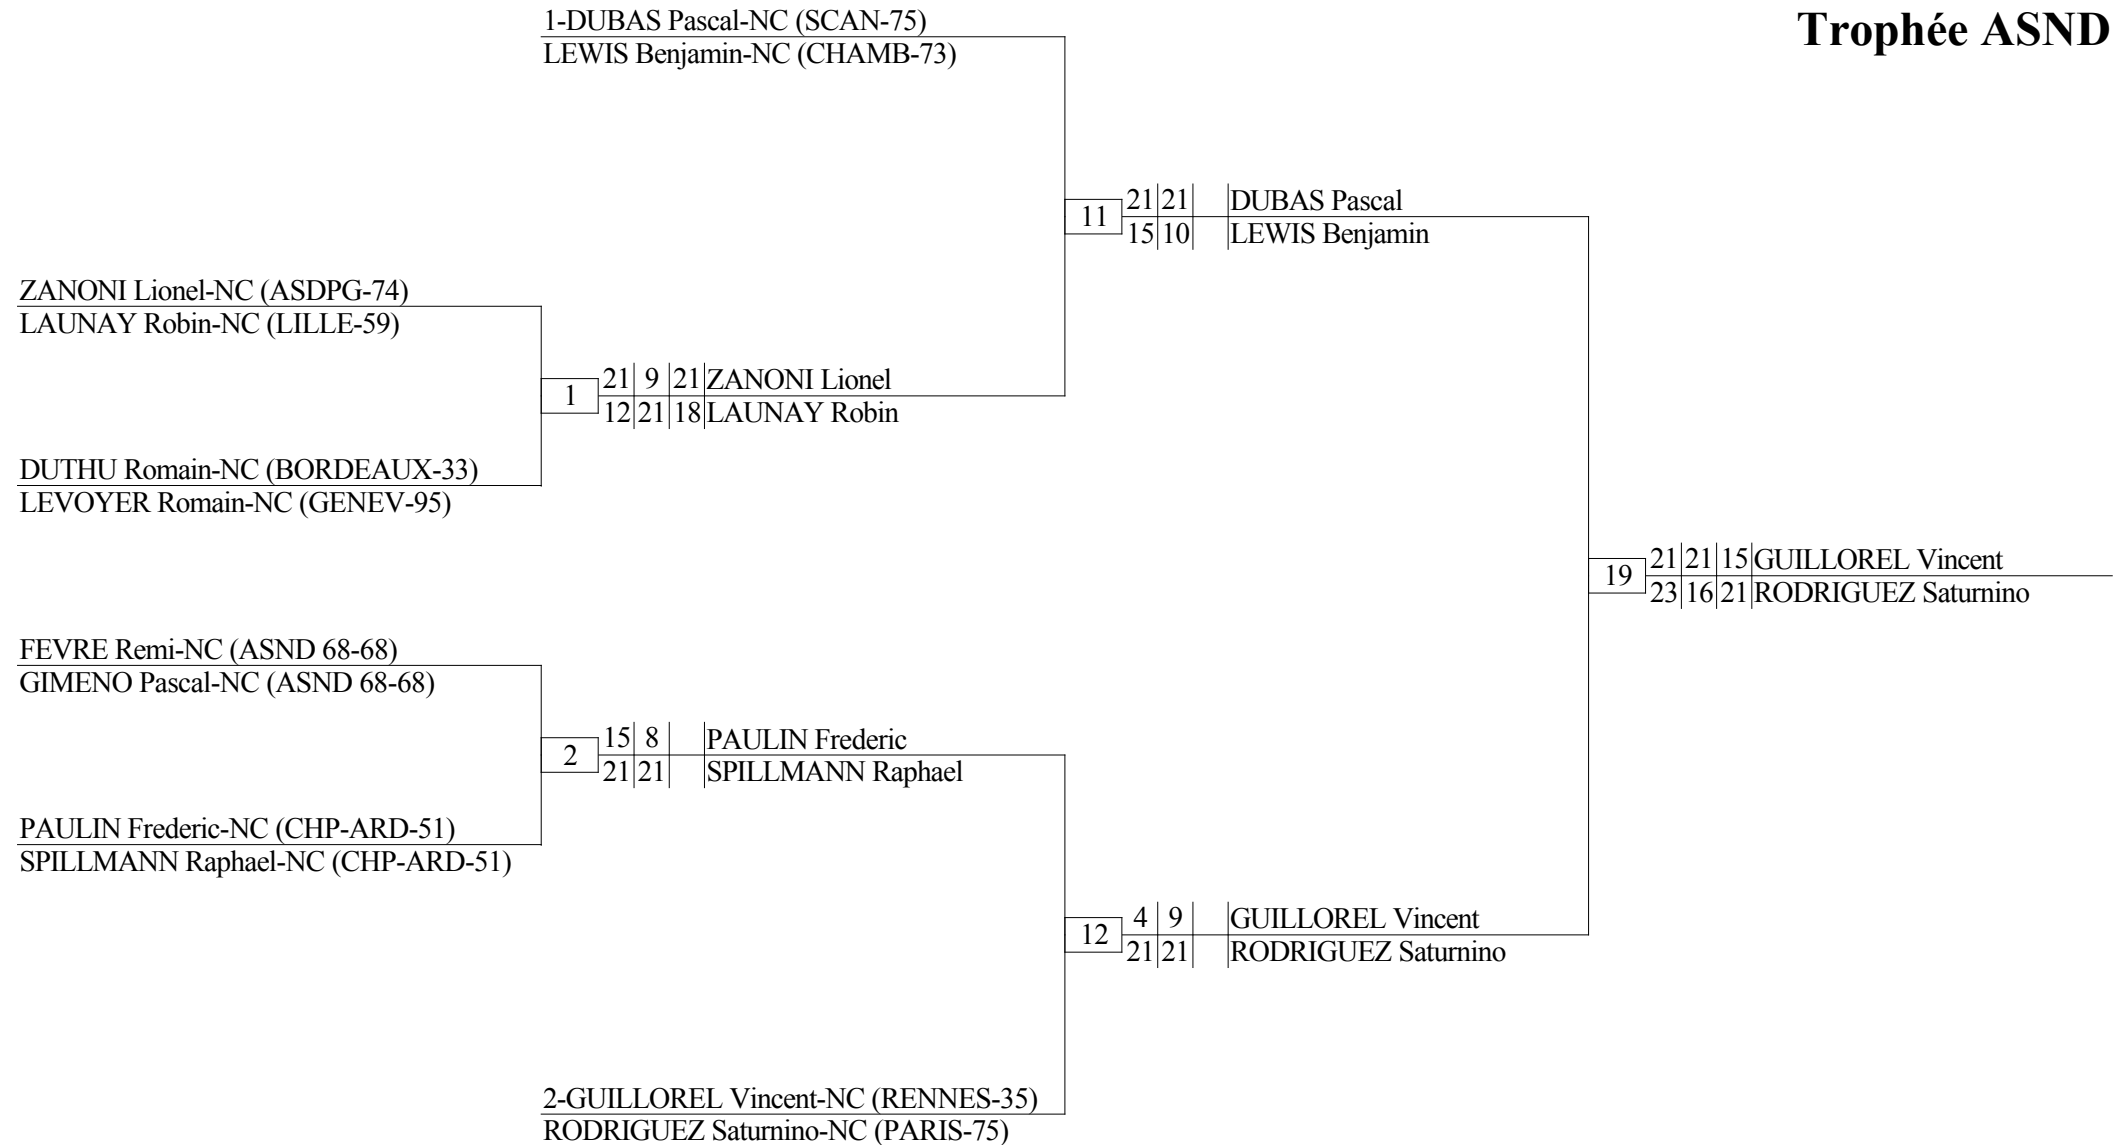 Trophée ASND
1-DUBAS Pascal-NC (SCAN-75)
LEWIS Benjamin-NC (CHAMB-73)
11 21 21 DUBAS Pascal
15 10 LEWIS Benjamin
ZANONI Lionel-NC (ASDPG-74)
LAUNAY Robin-NC (LILLE-59)
1 21 9 21 ZANONI Lionel
12 21 18 LAUNAY Robin
DUTHU Romain-NC (BORDEAUX-33)
LEVOYER Romain-NC (GENEV-95)
19 21 21 15 GUILLOREL Vincent
23 16 21 RODRIGUEZ Saturnino
FEVRE Remi-NC (ASND 68-68)
GIMENO Pascal-NC (ASND 68-68)
2 15 8 PAULIN Frederic
21 21 SPILLMANN Raphael
PAULIN Frederic-NC (CHP-ARD-51)
SPILLMANN Raphael-NC (CHP-ARD-51)
12 4 9 GUILLOREL Vincent
21 21 RODRIGUEZ Saturnino
2-GUILLOREL Vincent-NC (RENNES-35)
RODRIGUEZ Saturnino-NC (PARIS-75)